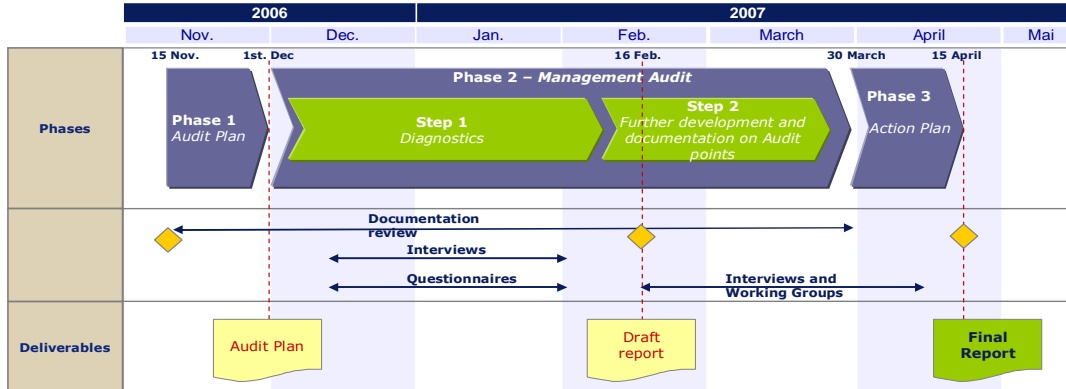 2006
2007
Nov.
Dec.
Jan.
Feb.
March
April
Mai
15 Nov.
1st. Dec
16 Feb.
30 March
15 April
Phases
Phase 1
Audit Plan
Phase 2 – Management Audit
Step 1
Diagnostics
Step 2
Further development and
documentation on Audit
points
Phase 3
Action Plan
Documentation
review
Interviews
Questionnaires
Interviews and
Working Groups
Deliverables
Audit Plan
Draft
report
Final
Report